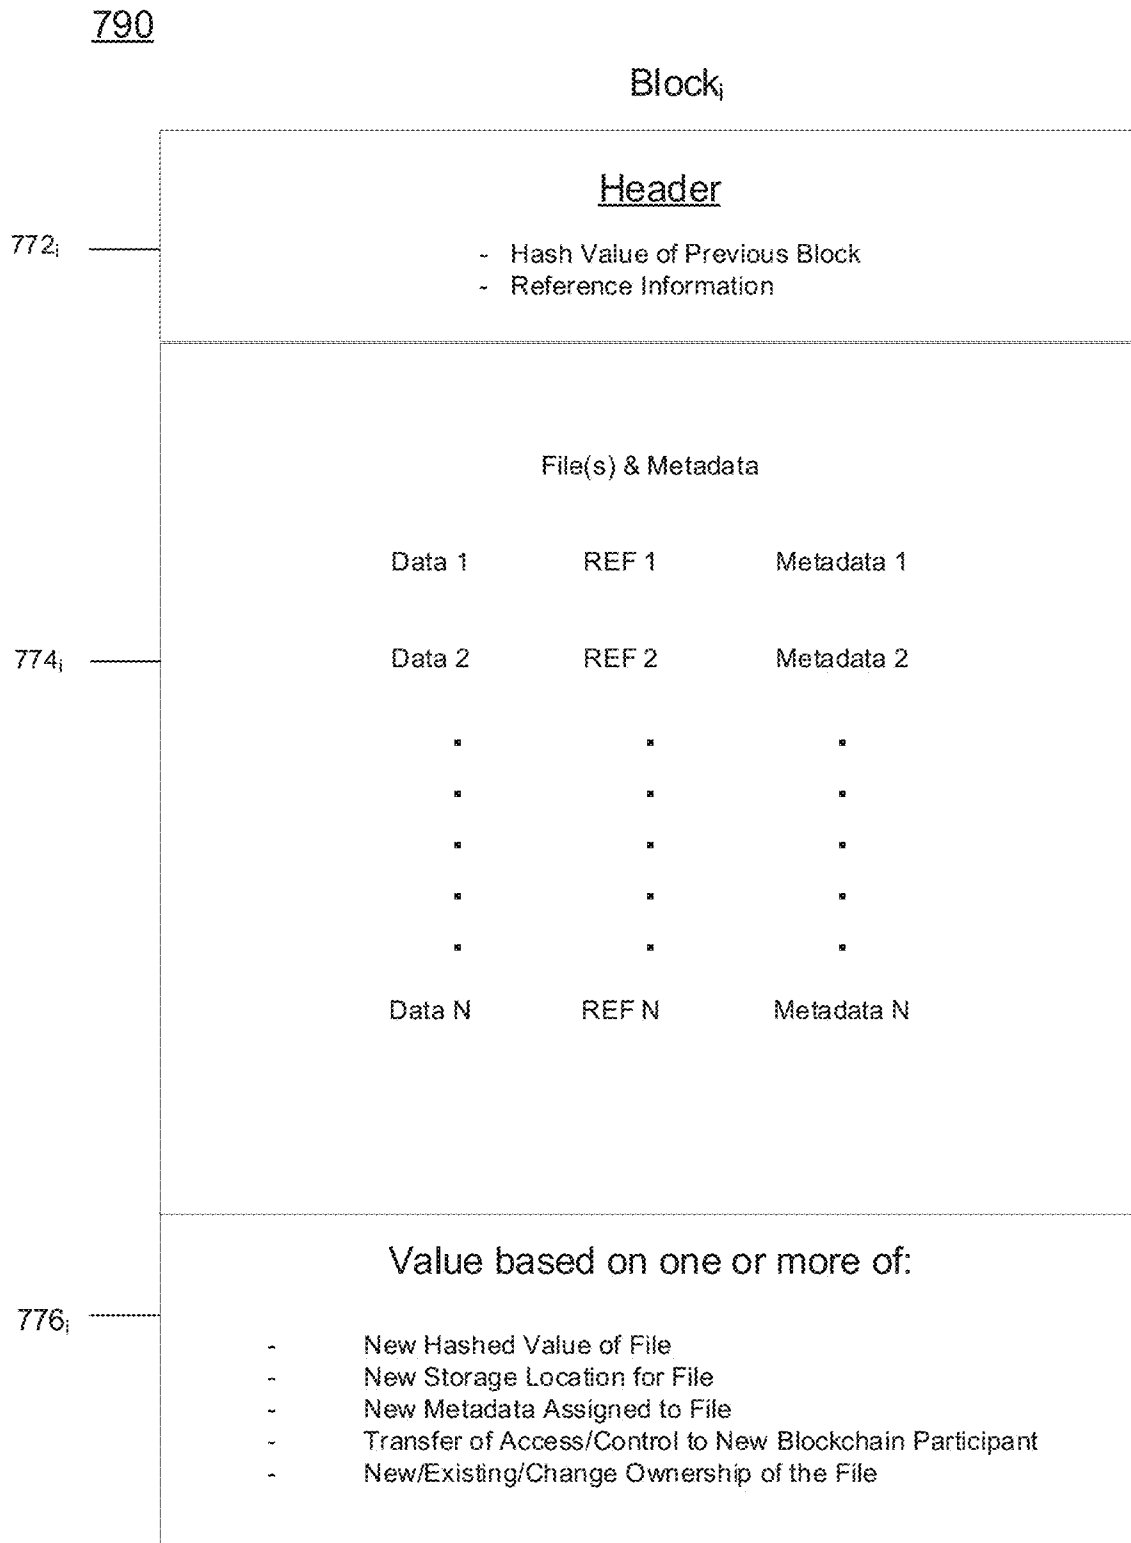 790
Blockᵢ
Header
772ᵢ
- Hash Value of Previous Block
- Reference Information
File(s) & Metadata
Data 1 REF 1 Metadata 1
774ᵢ
Data 2 REF 2 Metadata 2
. . .
. . .
. . .
. . .
. . .
Data N REF N Metadata N
Value based on one or more of:
776ᵢ
- New Hashed Value of File
- New Storage Location for File
- New Metadata Assigned to File
- Transfer of Access/Control to New Blockchain Participant
- New/Existing/Change Ownership of the File